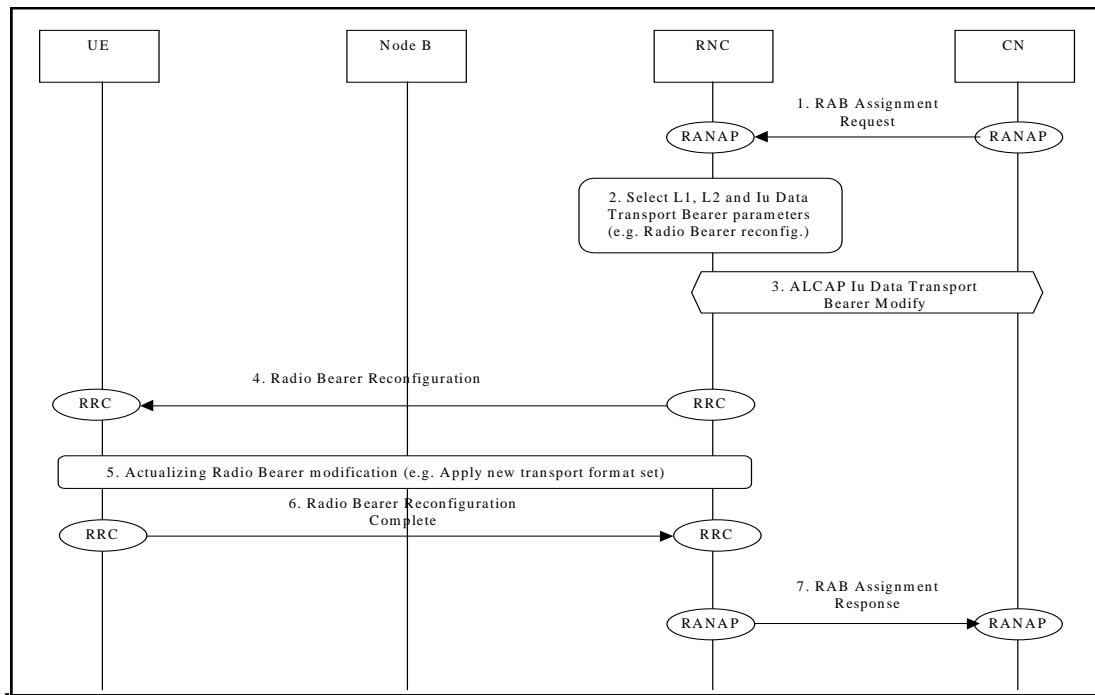 UE
Node B
RNC
CN
1. RAB Assignment
Request
RANAP
RANAP
2. Select L1, L2 and Iu Data
Transport Bearer parameters
(e.g. Radio Bearer reconfig.)
3. ALCAP Iu Data Transport
Bearer Modify
4. Radio Bearer Reconfiguration
RRC
RRC
5. Actualizing Radio Bearer modification (e.g. Apply new transport format set)
6. Radio Bearer Reconfiguration
Complete
RRC
RRC
7. RAB Assignment
Response
RANAP
RANAP